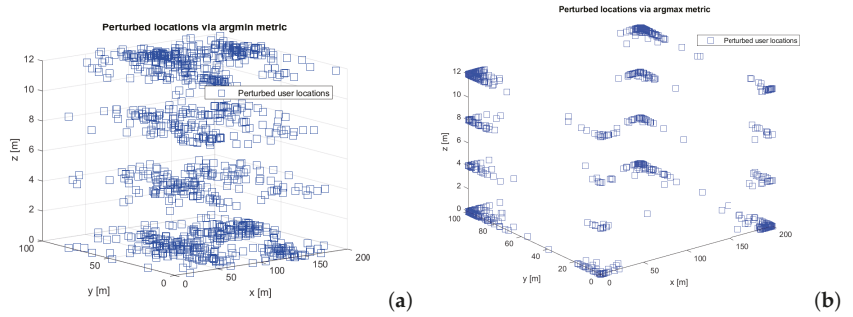 Perturbed locations via argmin metric
Perturbed user locations
12
10
8
6
4
2
0
z [m]
100
50
0
y [m]
0
50
100
150
200
x [m]
(a)
Perturbed locations via argmax metric
Perturbed user locations
12
10
8
6
4
2
0
z [m]
100
80
60
40
20
0
y [m]
0
50
100
150
200
x [m]
(b)